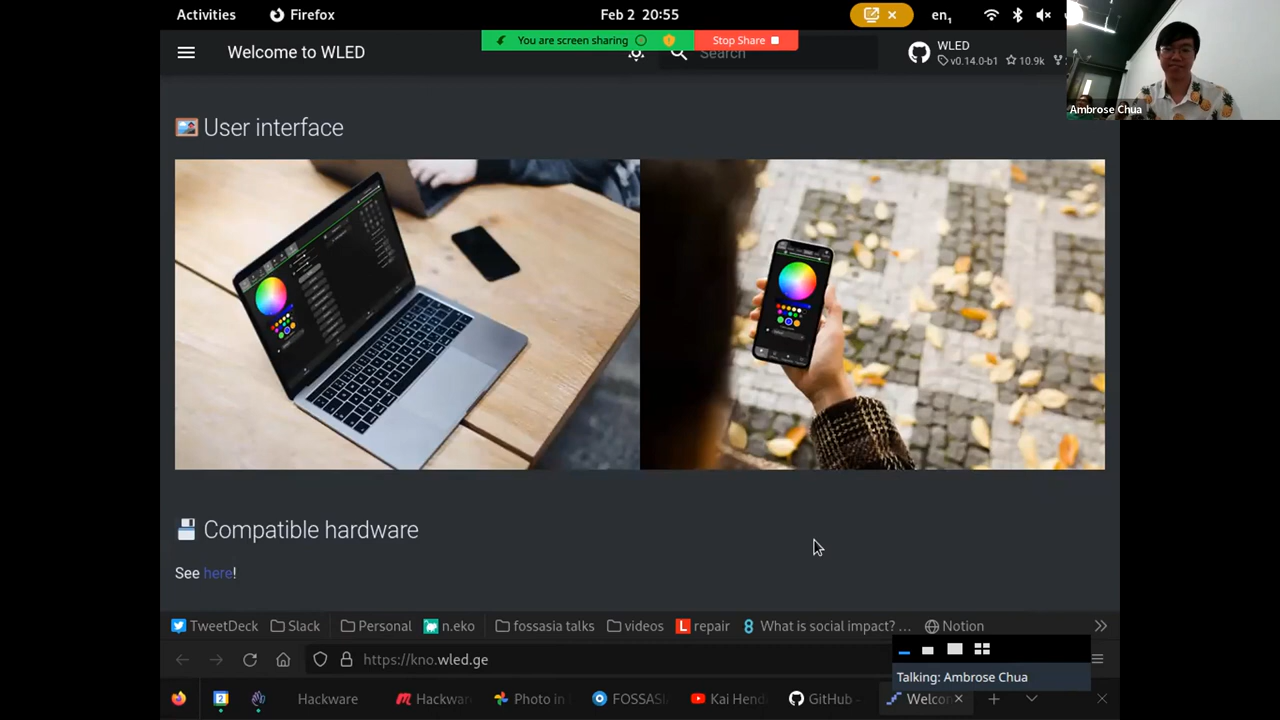 Activities
Firefox
Feb 2 20:55
en₁
You are screen sharing
Stop Share
Welcome to WLED
Search
WLED
v0.14.0-b1
10.9k
Ambrose Chua
User interface
Compatible hardware
See here!
TweetDeck
Slack
Personal
n.eko
fossasia talks
videos
repair
What is social impact? ...
Notion
https://kno.wled.ge
Talking: Ambrose Chua
Hackware
Hackwar
Photo in
FOSSASI
Kai Hend
GitHub -
Welcon